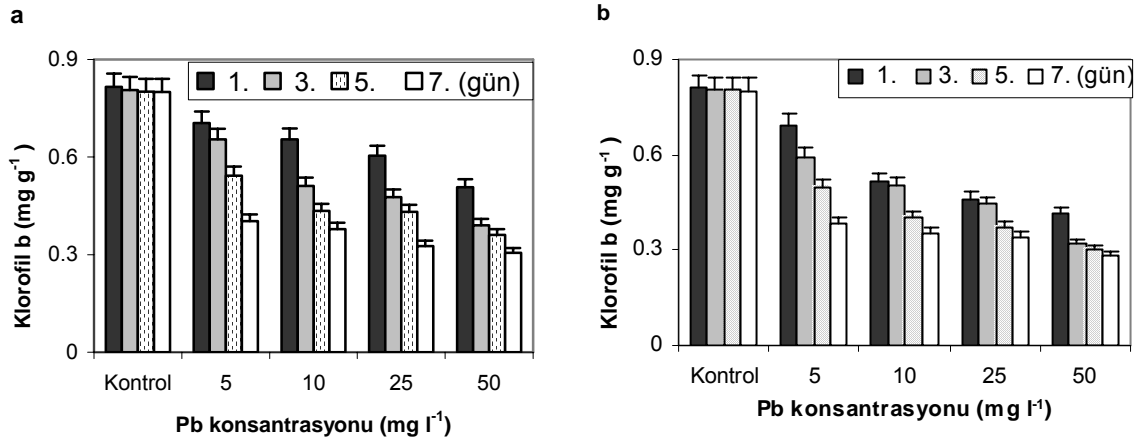 a
Klorofil b (mg g⁻¹)
0.9
0.6
0.3
0
1. 3. 5. 7. (gün)
Kontrol 5 10 25 50
Pb konsantrasyonu (mg l⁻¹)
b
Klorofil b (mg g⁻¹)
0.9
0.6
0.3
0
1. 3. 5. 7. (gün)
Kontrol 5 10 25 50
Pb konsantrasyonu (mg l⁻¹)